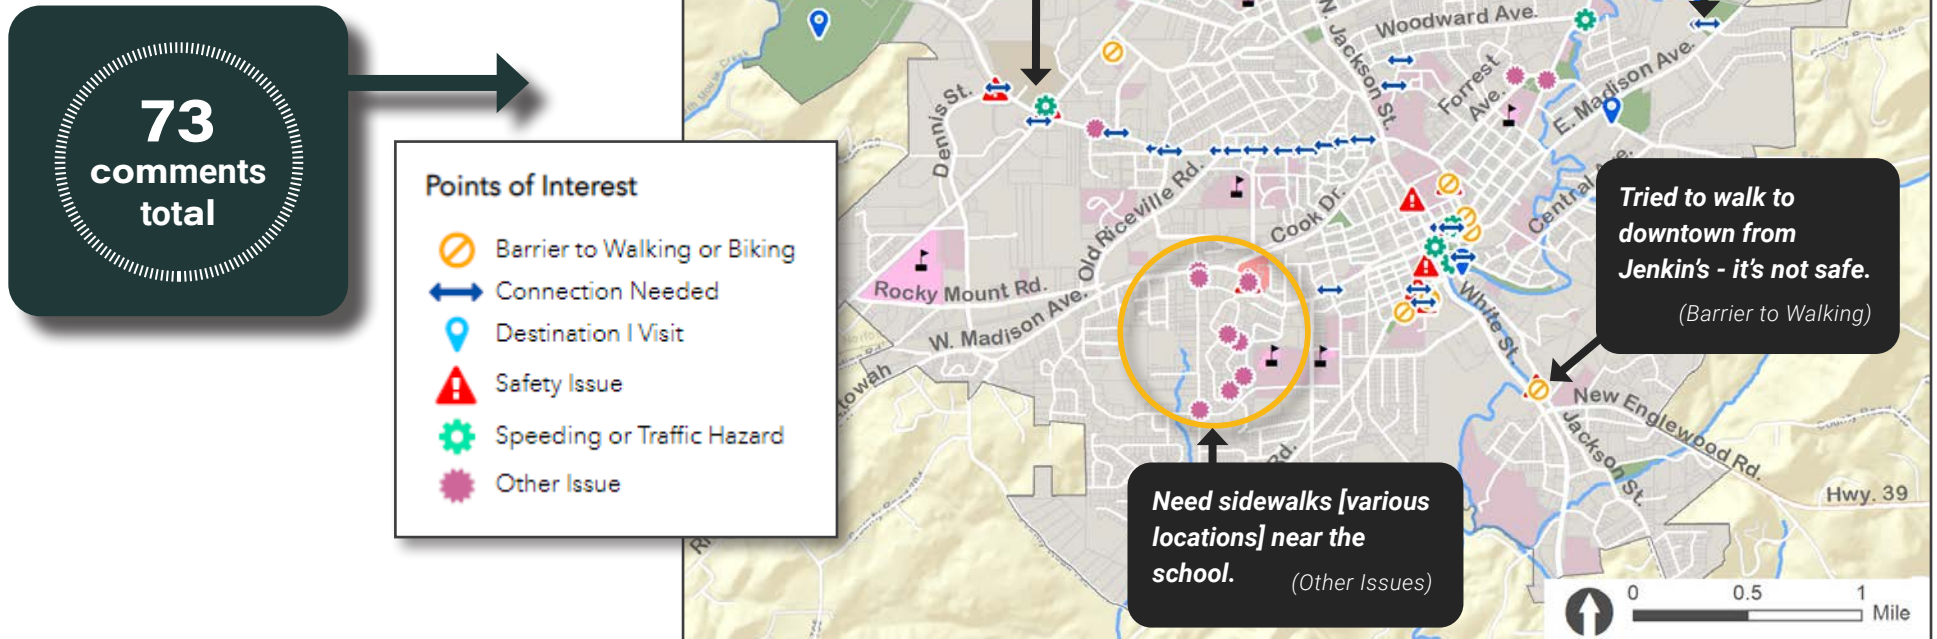 73
comments
total
Points of Interest
Barrier to Walking or Biking
Connection Needed
Destination I Visit
Safety Issue
Speeding or Traffic Hazard
Other Issue
Woodward Ave.
N. Jackson St.
Forrest
Ave.
E. Madison Ave.
Dennis St.
Old Riceville Rd.
Cook Dr.
Central Ave.
Rocky Mount Rd.
W. Madison Ave.
White St.
New Englewood Rd.
Jackson St.
Hwy. 39
Rd.
Tried to walk to
downtown from
Jenkin's - it's not safe.
(Barrier to Walking)
Need sidewalks [various
locations] near the
school.
(Other Issues)
0 0.5 1
Mile